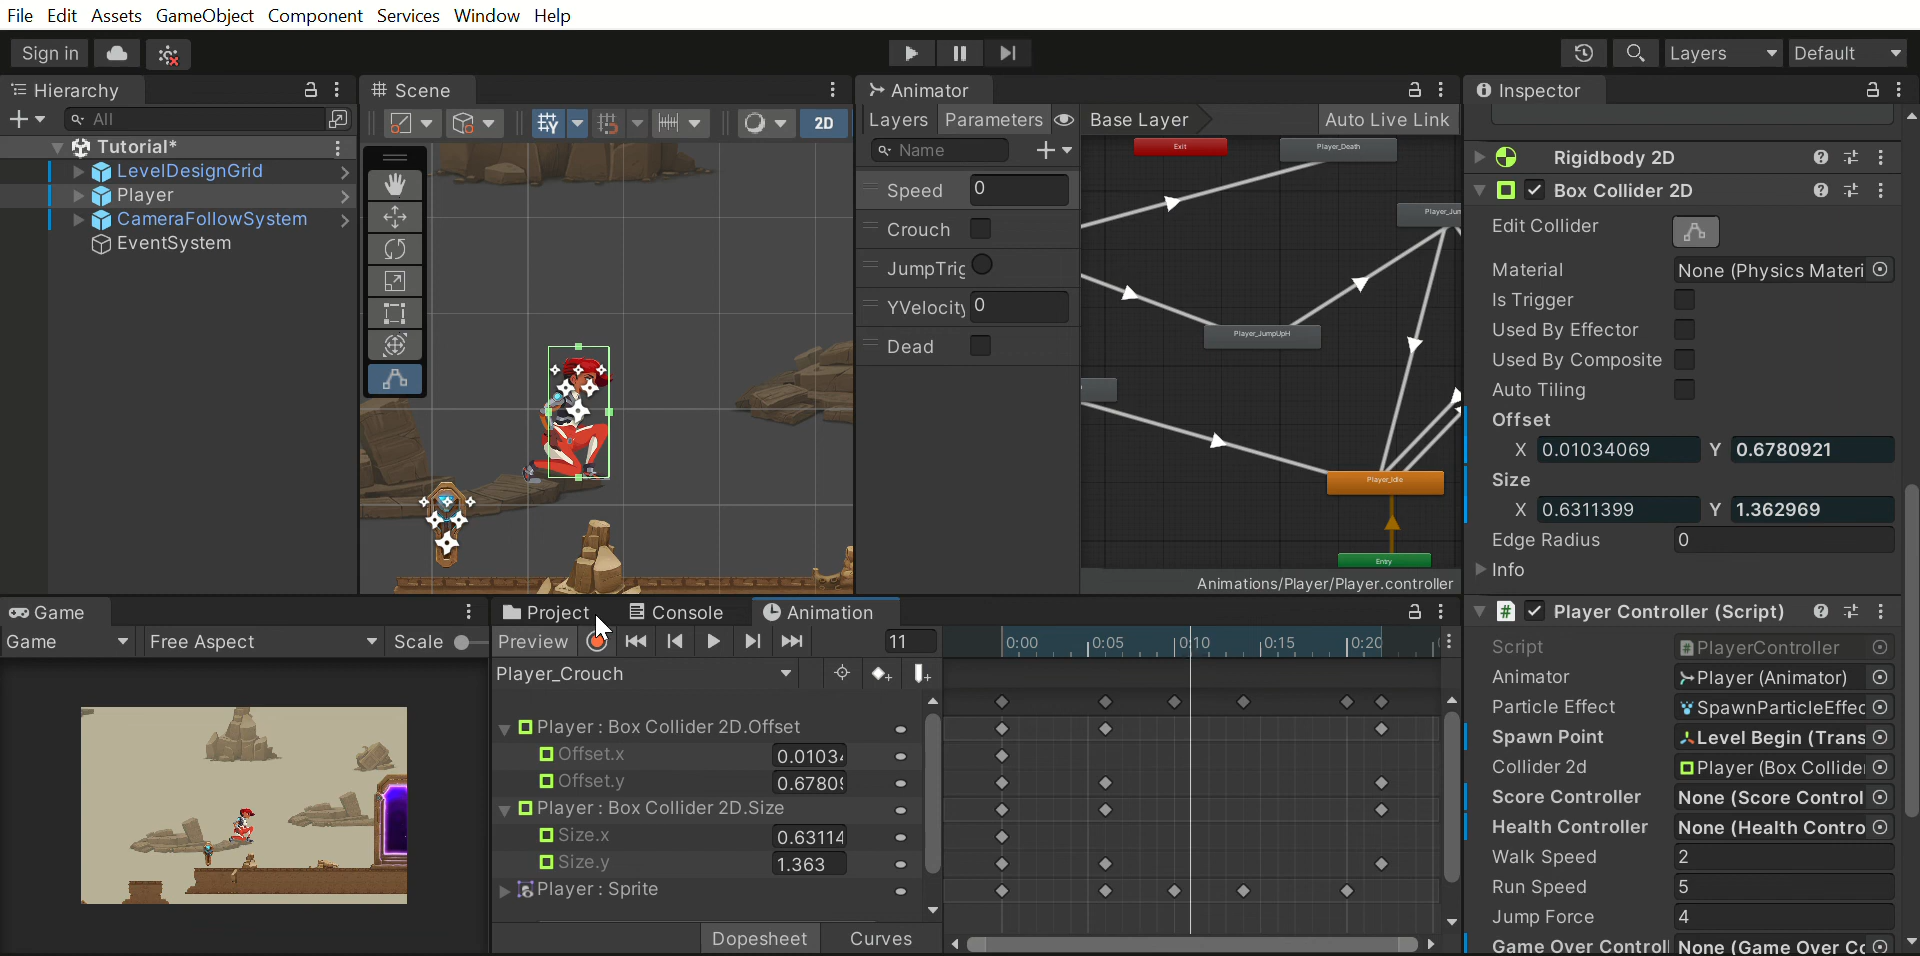 File Edit Assets GameObject Component Services Window Help
Sign in Layers Default
Hierarchy
All
Tutorial*
LevelDesignGrid
Player
CameraFollowSystem
EventSystem
Scene
2D
Animator
Layers Parameters Base Layer Auto Live Link
Name
Speed 0
Crouch
JumpTrig
YVelocity 0
Dead
Exit
Player_Death
Player_Jum
Player_JumpUpH
Player_Idle
Entry
Animations/Player/Player.controller
Inspector
Rigidbody 2D
Box Collider 2D
Edit Collider
Material None (Physics Materi
Is Trigger
Used By Effector
Used By Composite
Auto Tiling
Offset
X 0.01034069 Y 0.6780921
Size
X 0.6311399 Y 1.362969
Edge Radius 0
Info
Player Controller (Script)
Script PlayerController
Animator Player (Animator)
Particle Effect SpawnParticleEffec
Spawn Point Level Begin (Trans
Collider 2d Player (Box Collide
Score Controller None (Score Control
Health Controller None (Health Contro
Walk Speed 2
Run Speed 5
Jump Force 4
Game Over Controll None (Game Over Co
Game
Game Free Aspect Scale
Project Console Animation
Preview 11 0:00 0:05 0:10 0:15 0:20
Player_Crouch
Player : Box Collider 2D.Offset
Offset.x 0.0103
Offset.y 0.6780
Player : Box Collider 2D.Size
Size.x 0.63114
Size.y 1.363
Player : Sprite
Dopesheet Curves